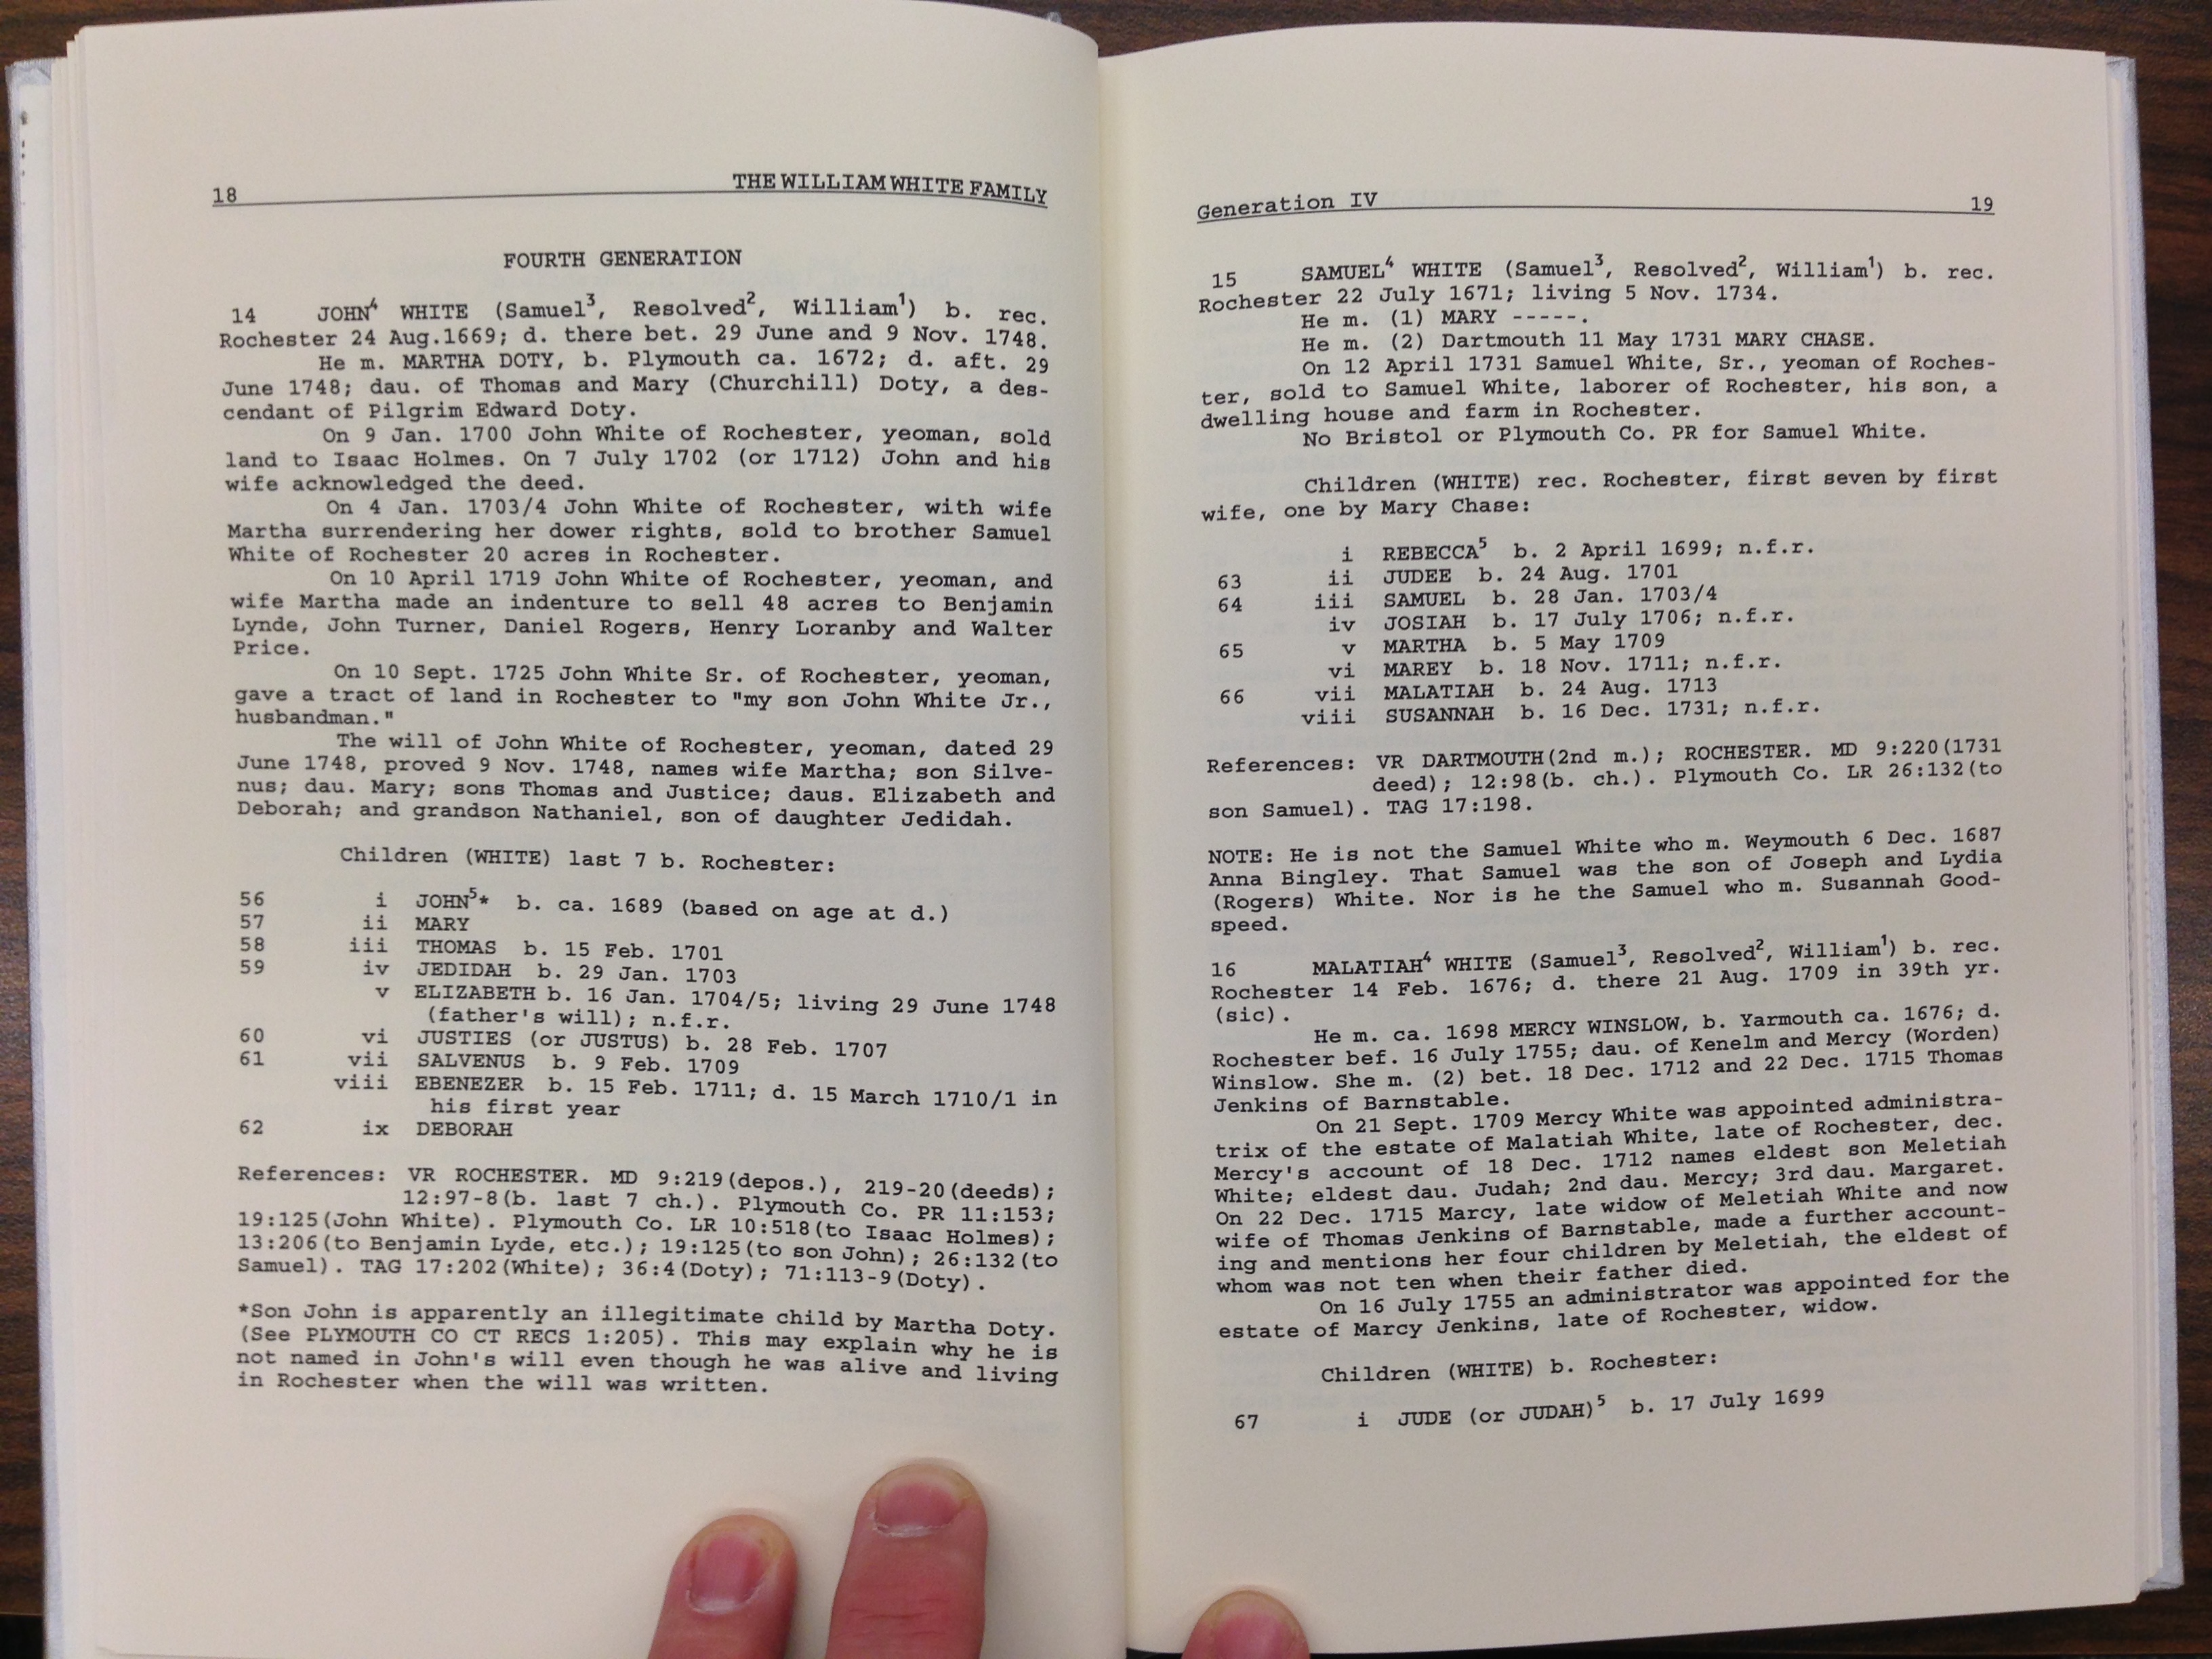 18 THE WILLIAM WHITE FAMILY
FOURTH GENERATION
14 JOHN⁴ WHITE (Samuel³, Resolved², William¹) b. rec.
Rochester 24 Aug.1669; d. there bet. 29 June and 9 Nov. 1748.
He m. MARTHA DOTY, b. Plymouth ca. 1672; d. aft. 29
June 1748; dau. of Thomas and Mary (Churchill) Doty, a des-
cendant of Pilgrim Edward Doty.
On 9 Jan. 1700 John White of Rochester, yeoman, sold
land to Isaac Holmes. On 7 July 1702 (or 1712) John and his
wife acknowledged the deed.
On 4 Jan. 1703/4 John White of Rochester, with wife
Martha surrendering her dower rights, sold to brother Samuel
White of Rochester 20 acres in Rochester.
On 10 April 1719 John White of Rochester, yeoman, and
wife Martha made an indenture to sell 48 acres to Benjamin
Lynde, John Turner, Daniel Rogers, Henry Loranby and Walter
Price.
On 10 Sept. 1725 John White Sr. of Rochester, yeoman,
gave a tract of land in Rochester to "my son John White Jr.,
husbandman."
The will of John White of Rochester, yeoman, dated 29
June 1748, proved 9 Nov. 1748, names wife Martha; son Silve-
nus; dau. Mary; sons Thomas and Justice; daus. Elizabeth and
Deborah; and grandson Nathaniel, son of daughter Jedidah.
Children (WHITE) last 7 b. Rochester:
56 i JOHN⁵* b. ca. 1689 (based on age at d.)
57 ii MARY
58 iii THOMAS b. 15 Feb. 1701
59 iv JEDIDAH b. 29 Jan. 1703
v ELIZABETH b. 16 Jan. 1704/5; living 29 June 1748
(father's will); n.f.r.
60 vi JUSTIES (or JUSTUS) b. 28 Feb. 1707
61 vii SALVENUS b. 9 Feb. 1709
viii EBENEZER b. 15 Feb. 1711; d. 15 March 1710/1 in
his first year
62 ix DEBORAH
References: VR ROCHESTER. MD 9:219(depos.), 219-20(deeds);
12:97-8(b. last 7 ch.). Plymouth Co. PR 11:153;
19:125(John White). Plymouth Co. LR 10:518(to Isaac Holmes);
13:206(to Benjamin Lyde, etc.); 19:125(to son John); 26:132(to
Samuel). TAG 17:202(White); 36:4(Doty); 71:113-9(Doty).
*Son John is apparently an illegitimate child by Martha Doty.
(See PLYMOUTH CO CT RECS 1:205). This may explain why he is
not named in John's will even though he was alive and living
in Rochester when the will was written.
Generation IV 19
15 SAMUEL⁴ WHITE (Samuel³, Resolved², William¹) b. rec.
Rochester 22 July 1671; living 5 Nov. 1734.
He m. (1) MARY -----.
He m. (2) Dartmouth 11 May 1731 MARY CHASE.
On 12 April 1731 Samuel White, Sr., yeoman of Roches-
ter, sold to Samuel White, laborer of Rochester, his son, a
dwelling house and farm in Rochester.
No Bristol or Plymouth Co. PR for Samuel White.
Children (WHITE) rec. Rochester, first seven by first
wife, one by Mary Chase:
i REBECCA⁵ b. 2 April 1699; n.f.r.
63 ii JUDEE b. 24 Aug. 1701
64 iii SAMUEL b. 28 Jan. 1703/4
iv JOSIAH b. 17 July 1706; n.f.r.
65 v MARTHA b. 5 May 1709
vi MAREY b. 18 Nov. 1711; n.f.r.
66 vii MALATIAH b. 24 Aug. 1713
viii SUSANNAH b. 16 Dec. 1731; n.f.r.
References: VR DARTMOUTH(2nd m.); ROCHESTER. MD 9:220(1731
deed); 12:98(b. ch.). Plymouth Co. LR 26:132(to
son Samuel). TAG 17:198.
NOTE: He is not the Samuel White who m. Weymouth 6 Dec. 1687
Anna Bingley. That Samuel was the son of Joseph and Lydia
(Rogers) White. Nor is he the Samuel who m. Susannah Good-
speed.
16 MALATIAH⁴ WHITE (Samuel³, Resolved², William¹) b. rec.
Rochester 14 Feb. 1676; d. there 21 Aug. 1709 in 39th yr.
(sic).
He m. ca. 1698 MERCY WINSLOW, b. Yarmouth ca. 1676; d.
Rochester bef. 16 July 1755; dau. of Kenelm and Mercy (Worden)
Winslow. She m. (2) bet. 18 Dec. 1712 and 22 Dec. 1715 Thomas
Jenkins of Barnstable.
On 21 Sept. 1709 Mercy White was appointed administra-
trix of the estate of Malatiah White, late of Rochester, dec.
Mercy's account of 18 Dec. 1712 names eldest son Meletiah
White; eldest dau. Judah; 2nd dau. Mercy; 3rd dau. Margaret.
On 22 Dec. 1715 Marcy, late widow of Meletiah White and now
wife of Thomas Jenkins of Barnstable, made a further account-
ing and mentions her four children by Meletiah, the eldest of
whom was not ten when their father died.
On 16 July 1755 an administrator was appointed for the
estate of Marcy Jenkins, late of Rochester, widow.
Children (WHITE) b. Rochester:
67 i JUDE (or JUDAH)⁵ b. 17 July 1699